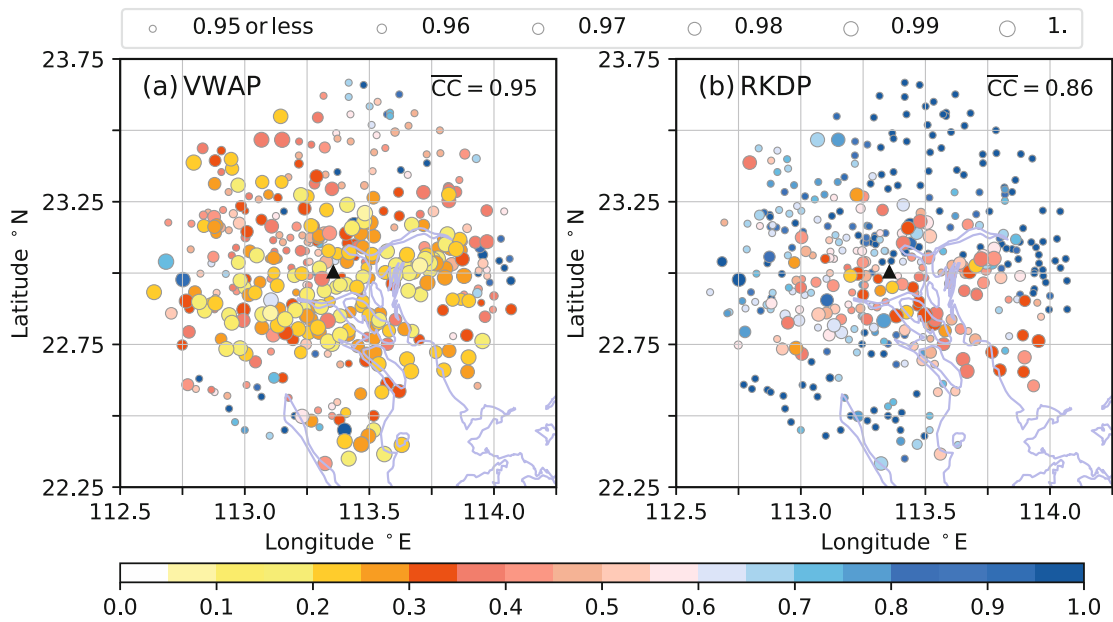 0.95 or less 0.96 0.97 0.98 0.99 1.
(a) VWAP CC = 0.95
(b) RKDP CC = 0.86
23.75
23.25
22.75
22.25
Latitude °N
112.5 113.0 113.5 114.0
Longitude °E
23.75
23.25
22.75
22.25
Latitude °N
112.5 113.0 113.5 114.0
Longitude °E
0.0 0.1 0.2 0.3 0.4 0.5 0.6 0.7 0.8 0.9 1.0